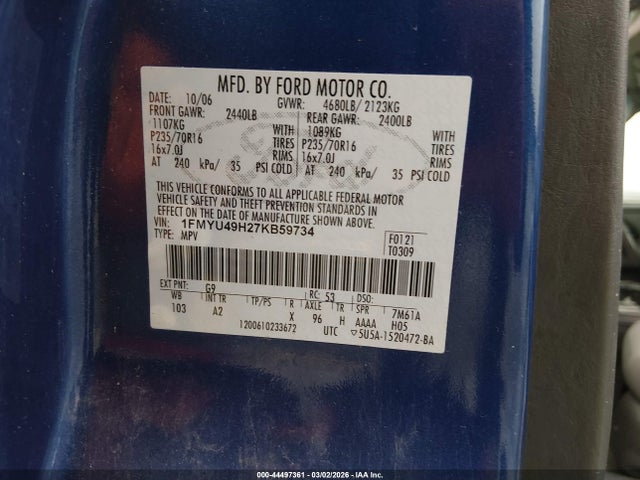 MFD. BY FORD MOTOR CO.
DATE: 10/06 GVWR: 4680LB/ 2123KG
FRONT GAWR: 2440LB REAR GAWR: 2400LB
1107KG WITH 1089KG WITH
P235/70R16 TIRES P235/70R16 TIRES
16x7.0J RIMS 16x7.0J RIMS
AT 240 kPa/ 35 PSI COLD AT 240 kPa/ 35 PSI COLD
THIS VEHICLE CONFORMS TO ALL APPLICABLE FEDERAL MOTOR
VEHICLE SAFETY AND THEFT PREVENTION STANDARDS IN
EFFECT ON THE DATE OF MANUFACTURE SHOWN ABOVE.
VIN: 1FMYU49H27KB59734
TYPE: MPV
F0121
T0309
EXT PNT: G9 RC: 53 DSO:
WB INT TR TP/PS R AXLE TR SPR 7M61A
103 A2 X 96 H AAAA H05
1200610233672 UTC ▽5U5A-1520472-BA
000-44497361 - 03/02/2026 - IAA Inc.